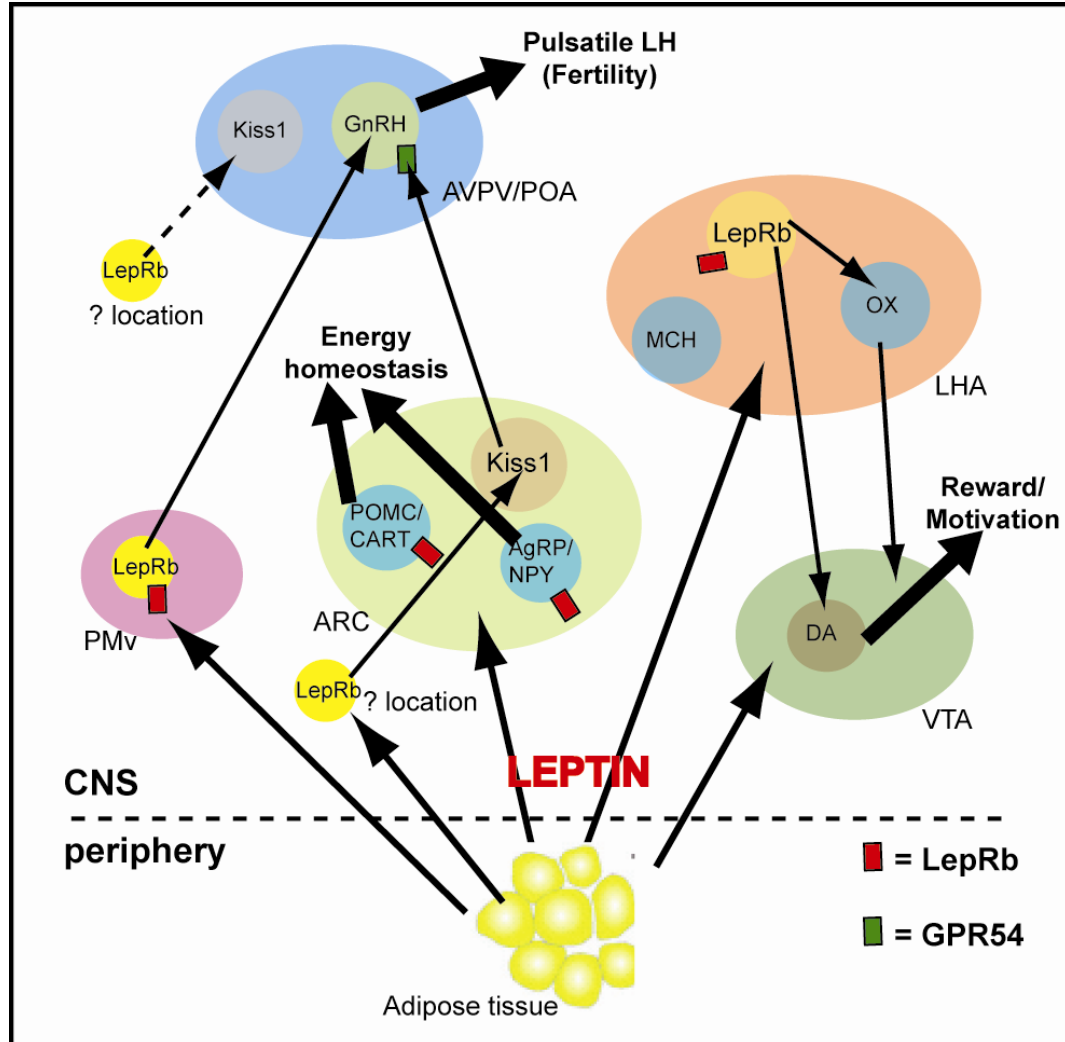 Pulsatile LH
(Fertility)
Kiss1
GnRH
AVPV/POA
LepRb
? location
LepRb
MCH
OX
LHA
Energy
homeostasis
Kiss1
POMC/
CART
AgRP/
NPY
ARC
LepRb
PMv
LepRb
? location
Reward/
Motivation
DA
VTA
LEPTIN
CNS
periphery
= LepRb
= GPR54
Adipose tissue